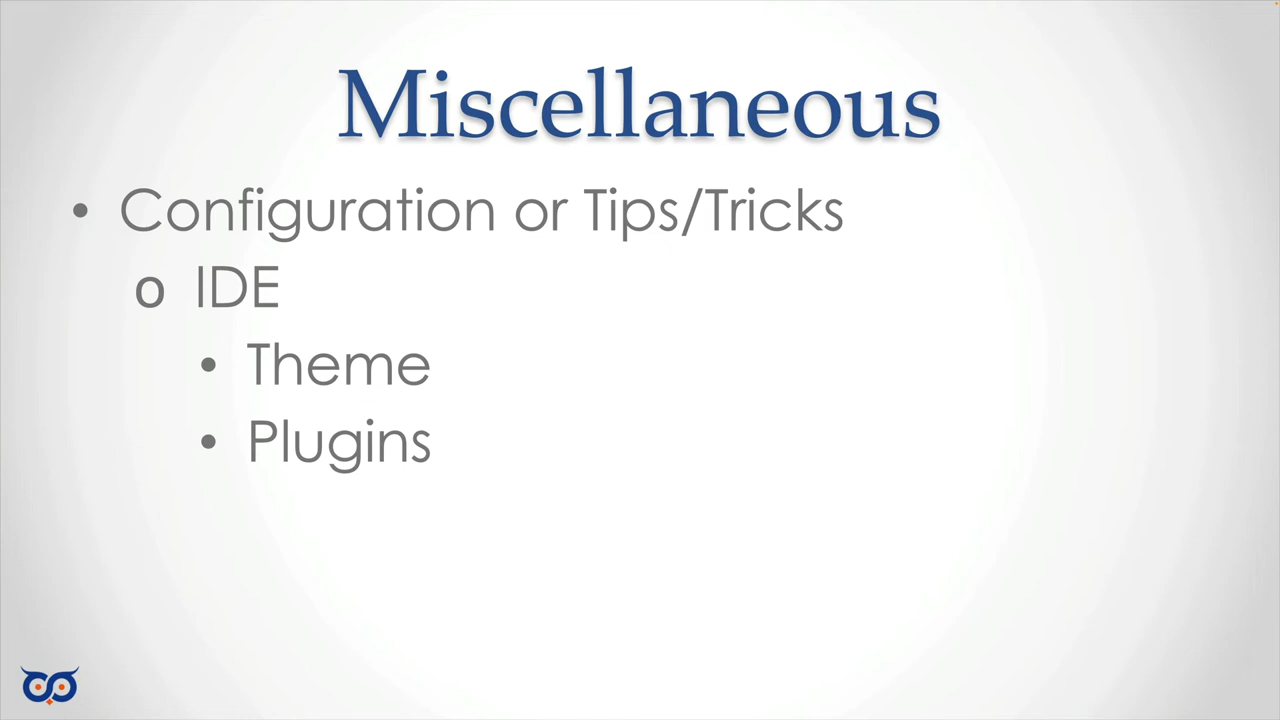 Miscellaneous
• Configuration or Tips/Tricks
o IDE
• Theme
• Plugins